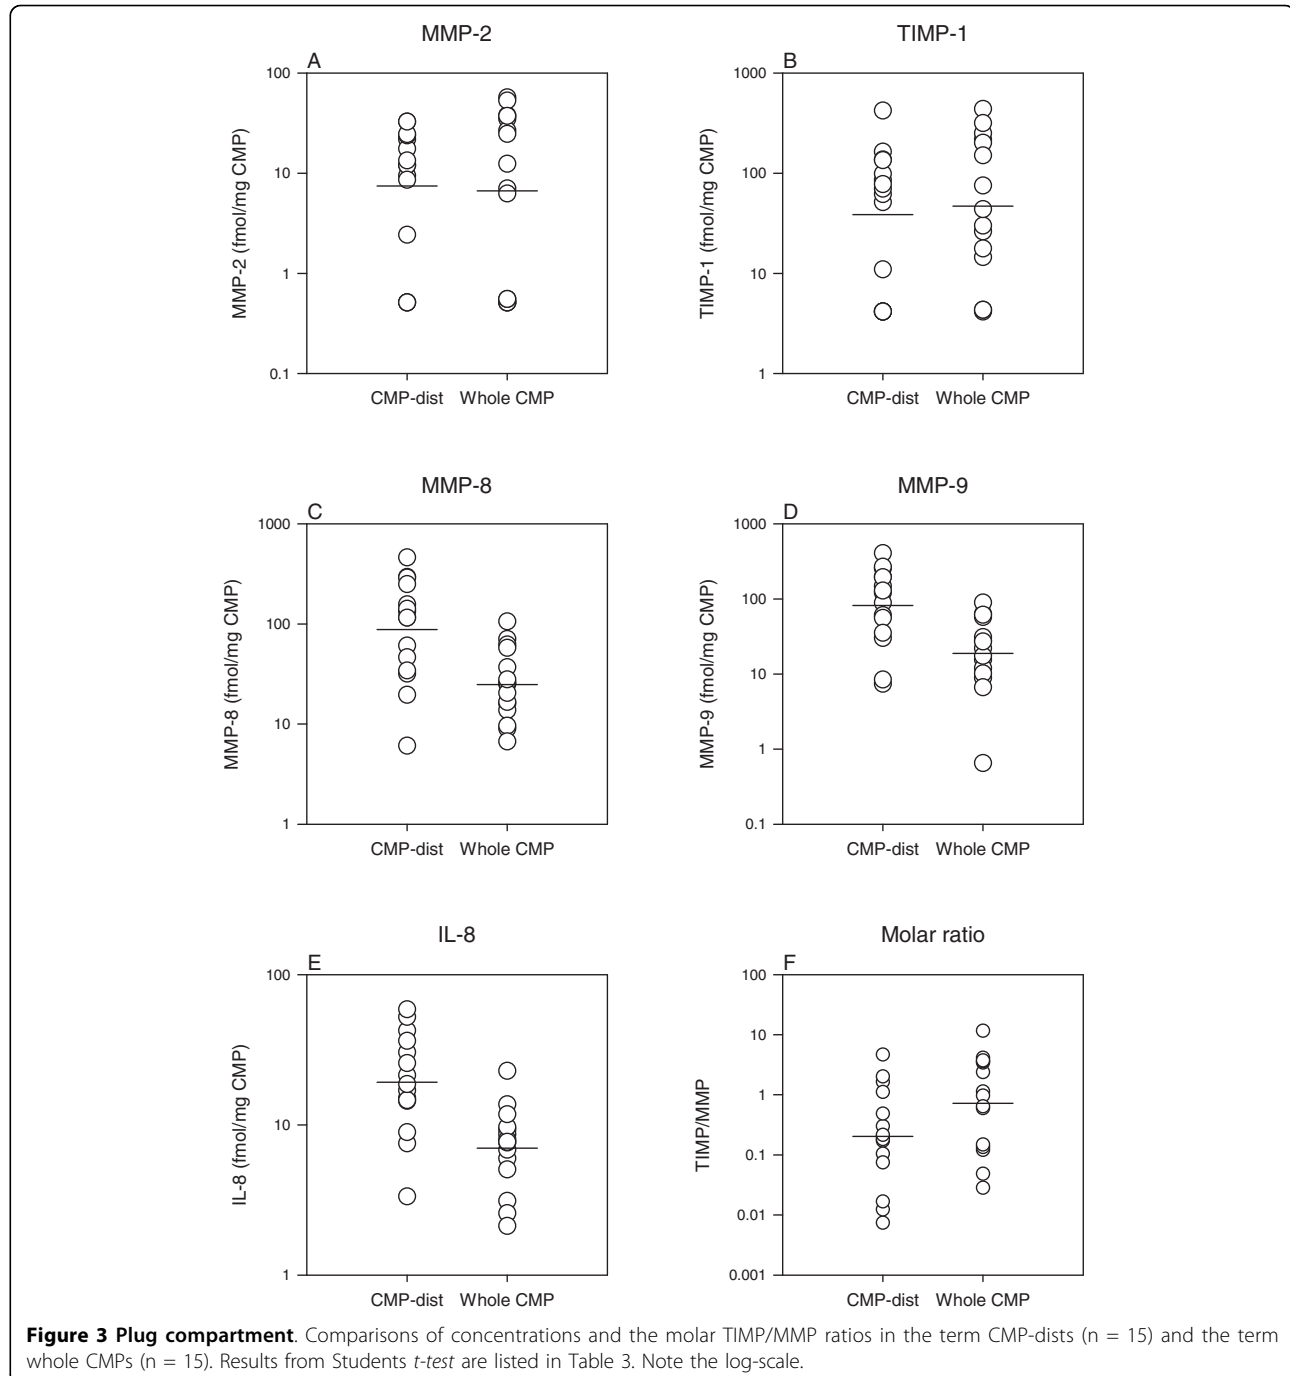 MMP-2
A
100
10
1
0.1
MMP-2 (fmol/mg CMP)
CMP-dist Whole CMP
TIMP-1
B
1000
100
10
1
TIMP-1 (fmol/mg CMP)
CMP-dist Whole CMP
MMP-8
C
1000
100
10
1
MMP-8 (fmol/mg CMP)
CMP-dist Whole CMP
MMP-9
D
1000
100
10
1
0.1
MMP-9 (fmol/mg CMP)
CMP-dist Whole CMP
IL-8
E
100
10
1
IL-8 (fmol/mg CMP)
CMP-dist Whole CMP
Molar ratio
F
100
10
1
0.1
0.01
0.001
TIMP/MMP
CMP-dist Whole CMP
Figure 3 Plug compartment. Comparisons of concentrations and the molar TIMP/MMP ratios in the term CMP-dists (n = 15) and the term
whole CMPs (n = 15). Results from Students t-test are listed in Table 3. Note the log-scale.